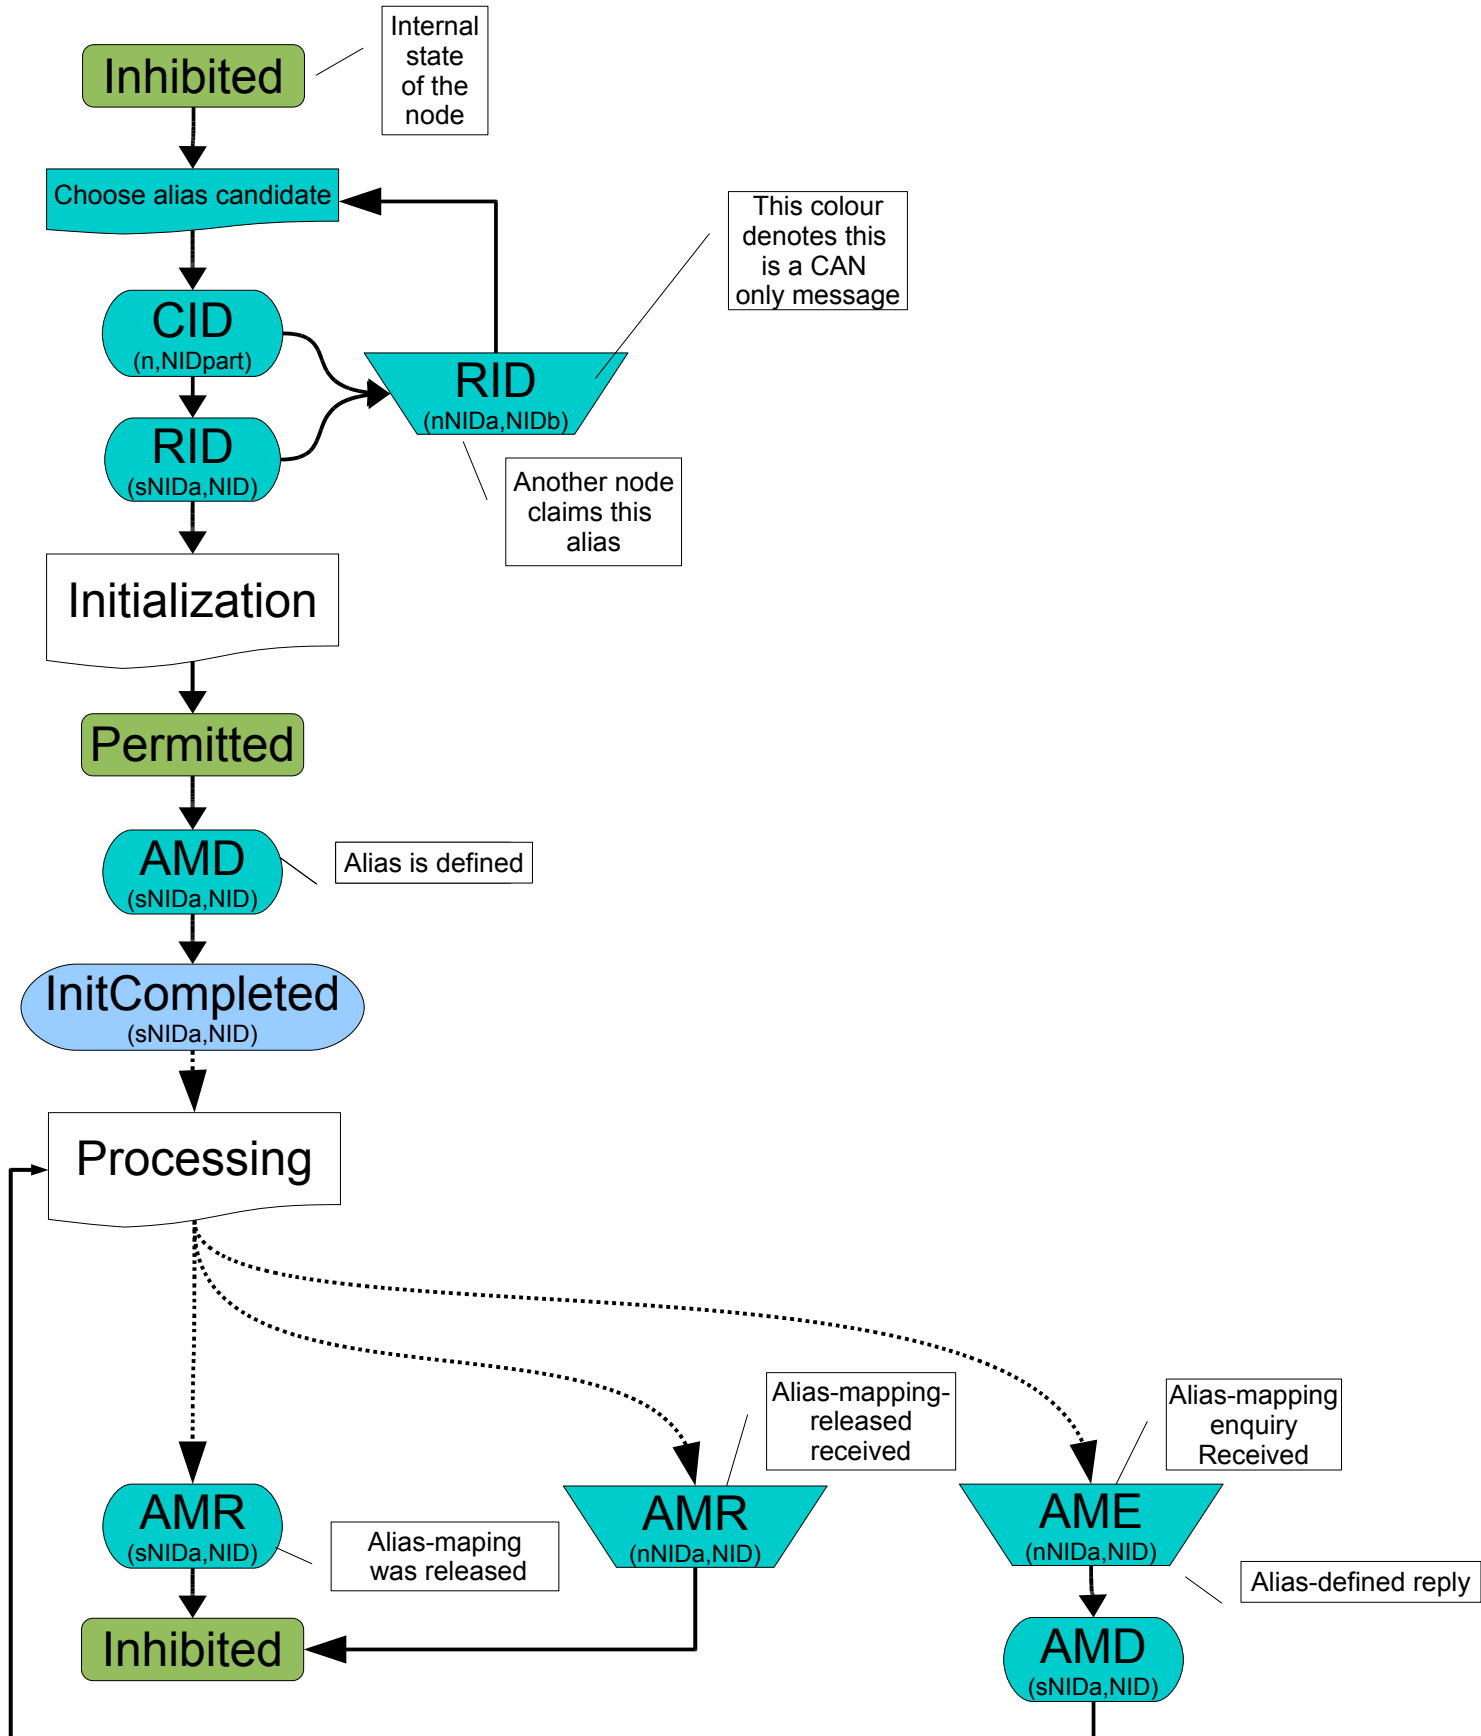 Inhibited
Internal
state
of the
node
Choose alias candidate
This colour
denotes this
is a CAN
only message
CID
(n,NIDpart)
RID
(nNIDa,NIDb)
RID
(sNIDa,NID)
Another node
claims this
alias
Initialization
Permitted
AMD
(sNIDa,NID)
Alias is defined
InitCompleted
(sNIDa,NID)
Processing
Alias-mapping-
released
received
Alias-mapping
enquiry
Received
AMR
(sNIDa,NID)
Alias-maping
was released
AMR
(nNIDa,NID)
AME
(nNIDa,NID)
Alias-defined reply
Inhibited
AMD
(sNIDa,NID)